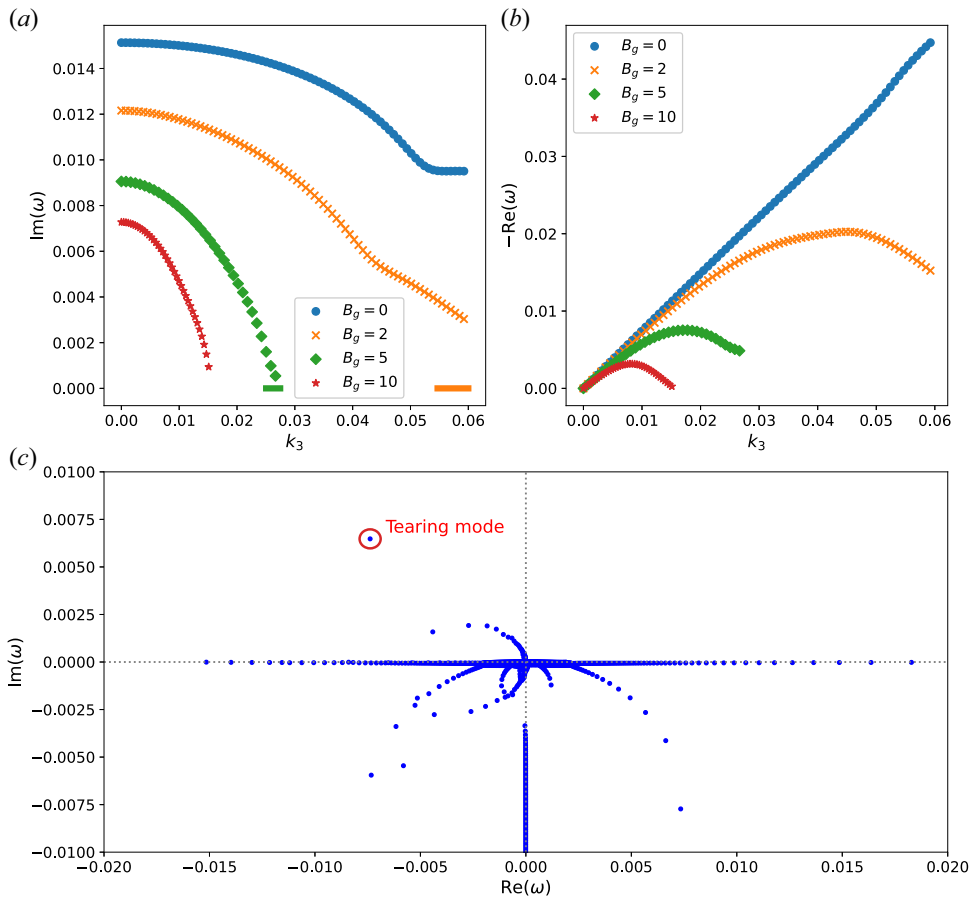 (a)
0.014
0.012
0.010
0.008
0.006
0.004
0.002
0.000
Im(ω)
B_g = 0
B_g = 2
B_g = 5
B_g = 10
0.00 0.01 0.02 0.03 0.04 0.05 0.06
k_3
(b)
B_g = 0
B_g = 2
B_g = 5
B_g = 10
0.04
0.03
0.02
0.01
0.00
−Re(ω)
0.00 0.01 0.02 0.03 0.04 0.05 0.06
k_3
(c)
0.0100
0.0075
0.0050
0.0025
0.0000
−0.0025
−0.0050
−0.0075
−0.0100
Im(ω)
Tearing mode
−0.020 −0.015 −0.010 −0.005 0.000 0.005 0.010 0.015 0.020
Re(ω)